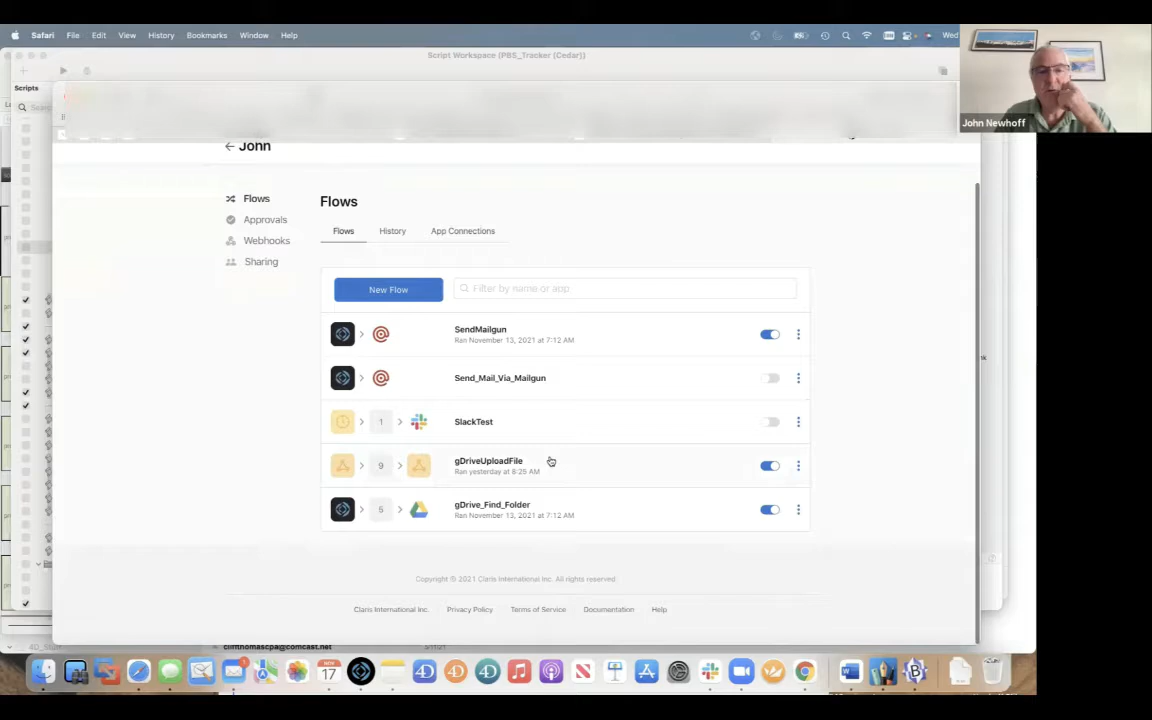 Safari File Edit View History Bookmarks Window Help Wed
Script Workspace (PBS_Tracker (Cedar))
John Newhoff
Scripts
← John
Flows
Approvals
Webhooks
Sharing
Flows
Flows History App Connections
New Flow
Filter by name or app
SendMailgun
Ran November 13, 2021 at 7:12 AM
Send_Mail_Via_Mailgun
1
SlackTest
9
gDriveUploadFile
Ran yesterday at 8:25 AM
5
gDrive_Find_Folder
Ran November 13, 2021 at 7:12 AM
Copyright © 2021 Claris International Inc. All rights reserved.
Claris International Inc. Privacy Policy Terms of Service Documentation Help
cliffthomascpa@comcast.net
NOV
17